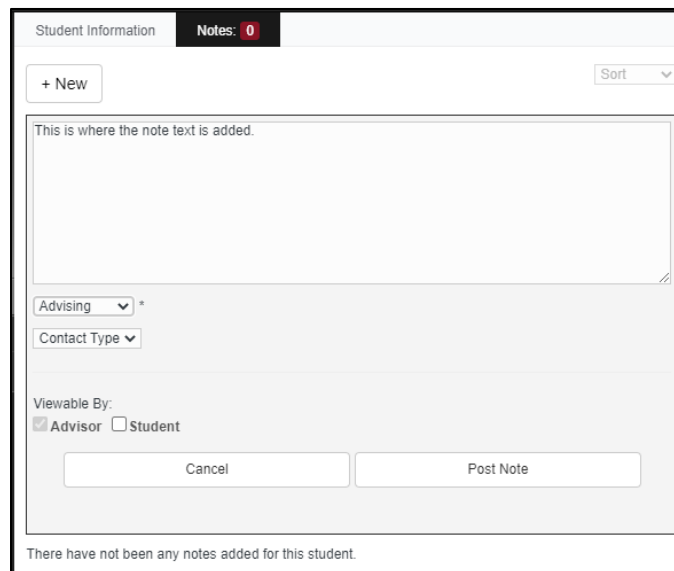 Student Information Notes: 0
+ New Sort
This is where the note text is added.
Advising *
Contact Type
Viewable By:
Advisor Student
Cancel Post Note
There have not been any notes added for this student.